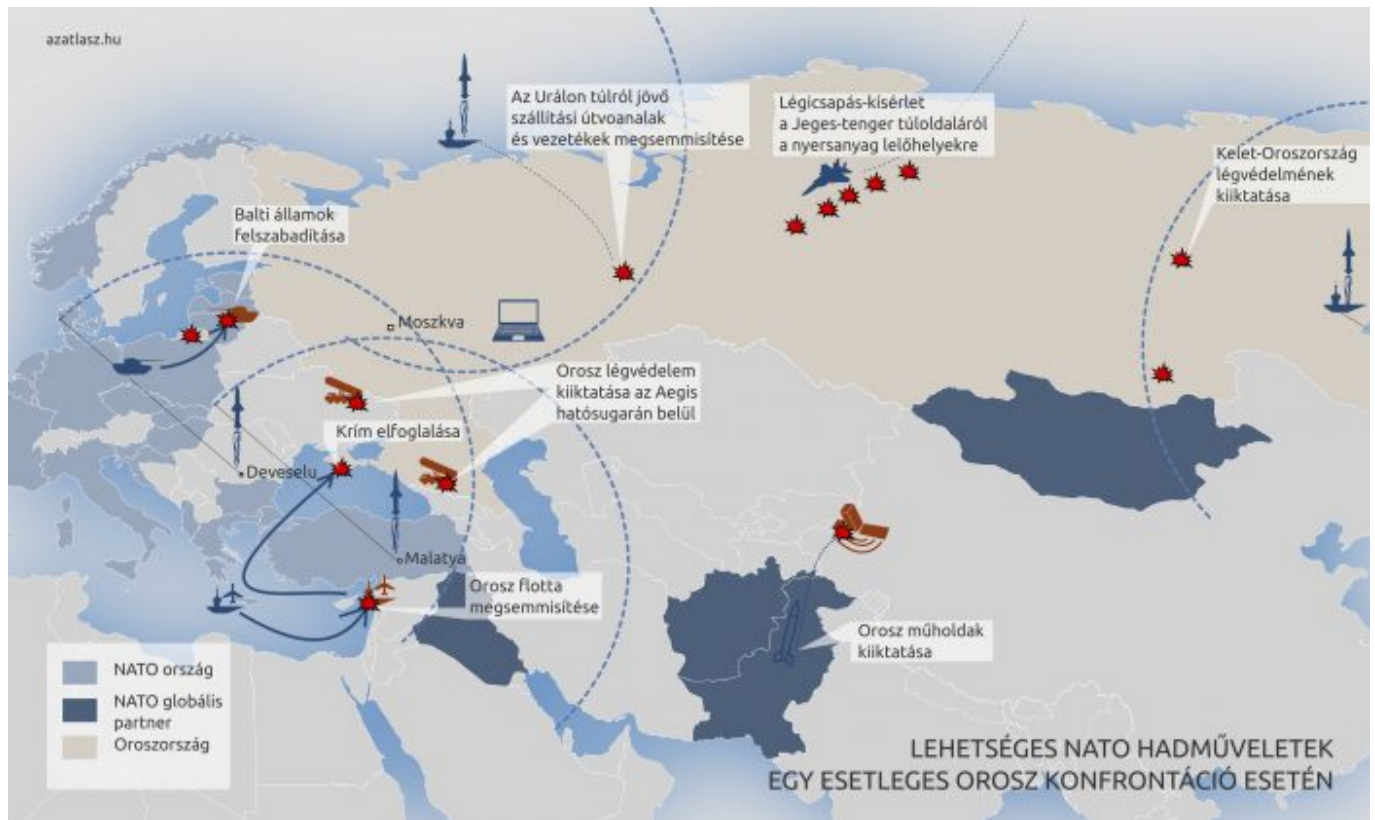 azatlasz.hu
Az Urálon túlról jövő
szállítási útvoanalak
és vezetékek megsemmisítése
Légicsapás-kísérlet
a Jeges-tenger túloldaláról
a nyersanyag lelőhelyekre
Kelet-Oroszország
légvédelmének
kiiktatása
Balti államok
felszabadítása
Moszkva
Orosz légvédelem
kiiktatása az Aegis
hatósugarán belül
Krím elfoglalása
Deveselu
Malatya
Orosz flotta
megsemmisítése
Orosz műholdak
kiiktatása
NATO ország
NATO globális
partner
Oroszország
LEHETSÉGES NATO HADMŰVELETEK
EGY ESETLEGES OROSZ KONFRONTÁCIÓ ESETÉN